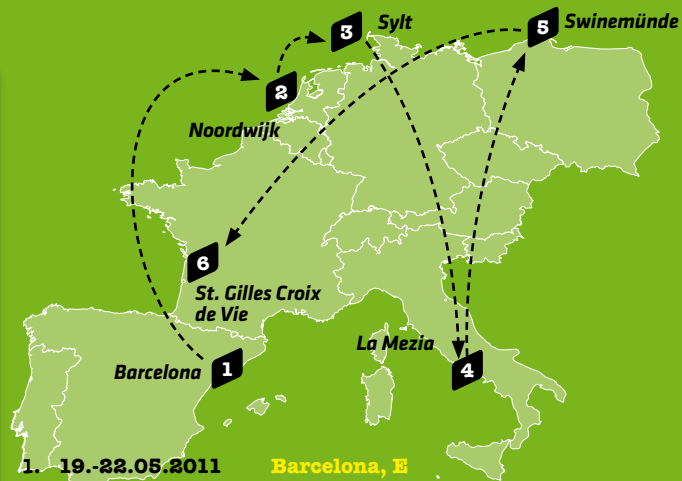 3 Sylt
5 Swinemünde
2
Noordwijk
6
St. Gilles Croix
de Vie
La Mezia
4
Barcelona 1
1. 19.-22.05.2011 Barcelona, E